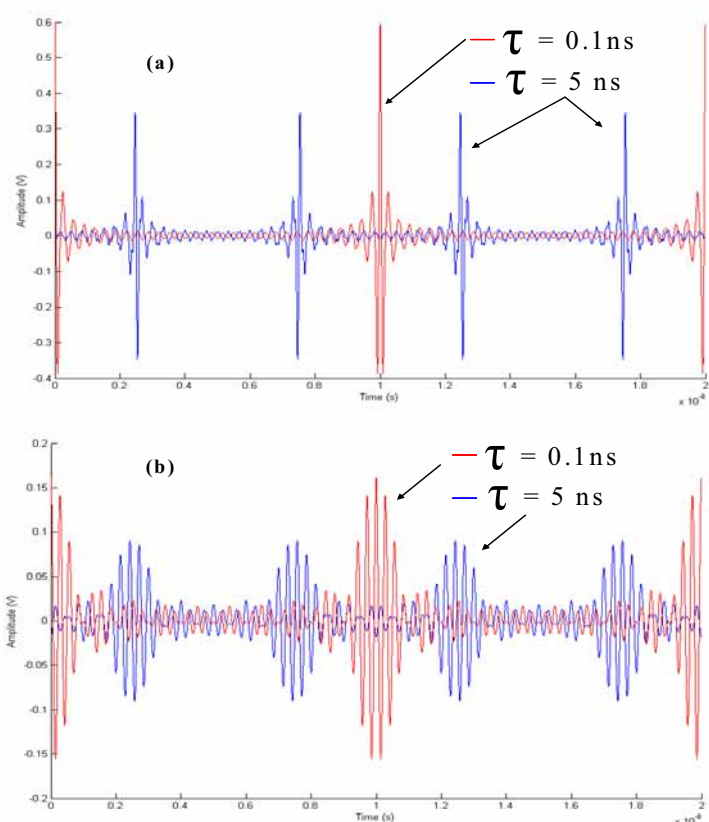 0.6
(a)
τ = 0.1ns
τ = 5 ns
0.5
0.4
0.3
0.2
0.1
0
-0.1
-0.2
-0.3
-0.4
Amplitude (V)
0 0.2 0.4 0.6 0.8 1 1.2 1.4 1.6 1.8 2
Time (s)
x 10⁻⁸
0.2
(b)
τ = 0.1ns
τ = 5 ns
0.15
0.1
0.05
0
-0.05
-0.1
-0.15
-0.2
Amplitude (V)
0 0.2 0.4 0.6 0.8 1 1.2 1.4 1.6 1.8 2
Time (s)
x 10⁻⁸